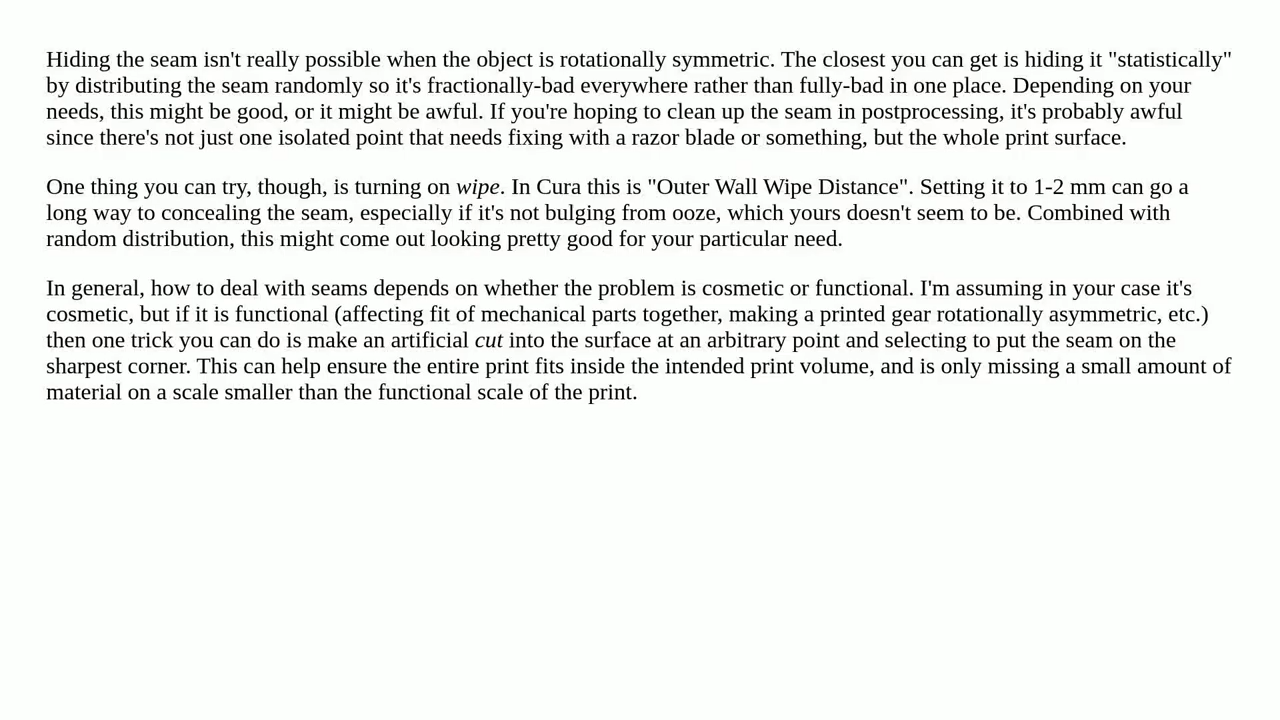 Hiding the seam isn't really possible when the object is rotationally symmetric. The closest you can get is hiding it "statistically"
by distributing the seam randomly so it's fractionally-bad everywhere rather than fully-bad in one place. Depending on your
needs, this might be good, or it might be awful. If you're hoping to clean up the seam in postprocessing, it's probably awful
since there's not just one isolated point that needs fixing with a razor blade or something, but the whole print surface.
One thing you can try, though, is turning on wipe. In Cura this is "Outer Wall Wipe Distance". Setting it to 1-2 mm can go a
long way to concealing the seam, especially if it's not bulging from ooze, which yours doesn't seem to be. Combined with
random distribution, this might come out looking pretty good for your particular need.
In general, how to deal with seams depends on whether the problem is cosmetic or functional. I'm assuming in your case it's
cosmetic, but if it is functional (affecting fit of mechanical parts together, making a printed gear rotationally asymmetric, etc.)
then one trick you can do is make an artificial cut into the surface at an arbitrary point and selecting to put the seam on the
sharpest corner. This can help ensure the entire print fits inside the intended print volume, and is only missing a small amount of
material on a scale smaller than the functional scale of the print.